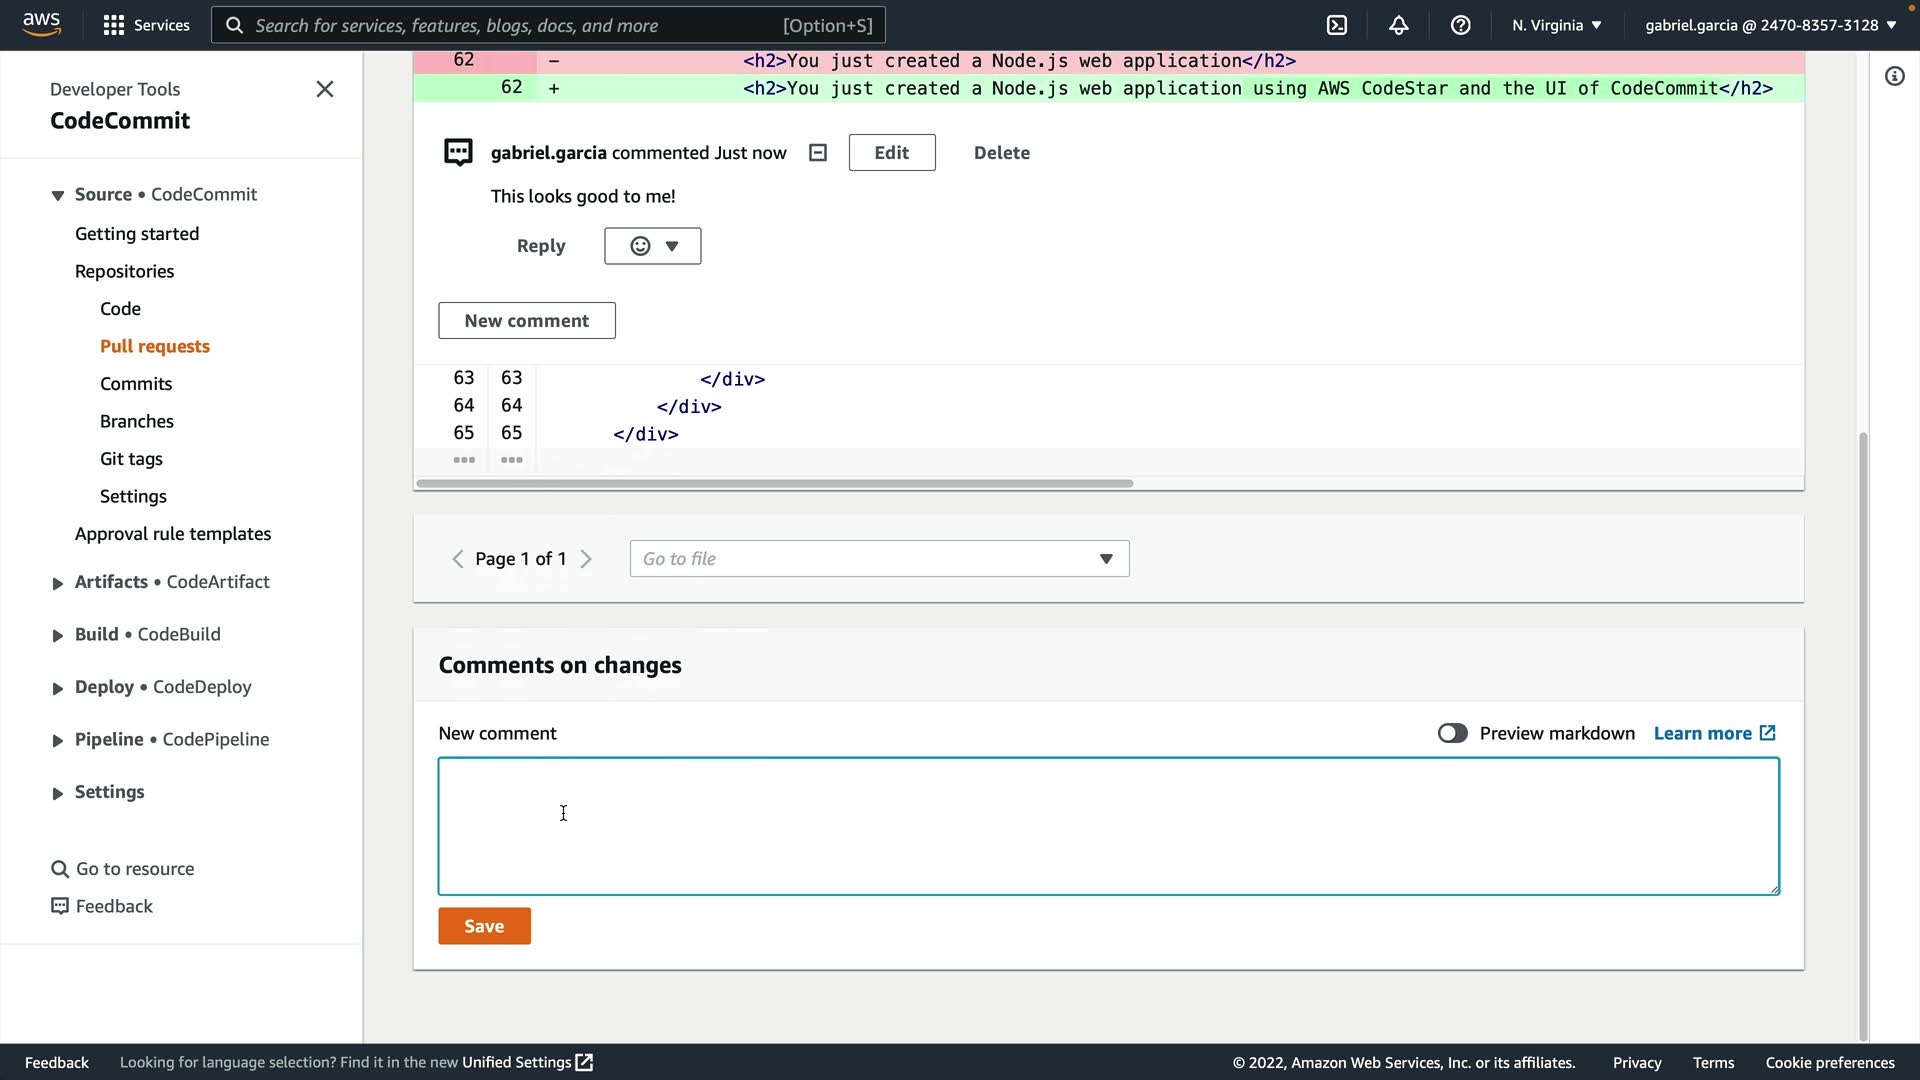 aws Services Search for services, features, blogs, docs, and more [Option+S] N. Virginia gabriel.garcia @ 2470-8357-3128
Developer Tools
CodeCommit
Source • CodeCommit
Getting started
Repositories
Code
Pull requests
Commits
Branches
Git tags
Settings
Approval rule templates
Artifacts • CodeArtifact
Build • CodeBuild
Deploy • CodeDeploy
Pipeline • CodePipeline
Settings
Go to resource
Feedback
62 - <h2>You just created a Node.js web application</h2>
62 + <h2>You just created a Node.js web application using AWS CodeStar and the UI of CodeCommit</h2>
gabriel.garcia commented Just now Edit Delete
This looks good to me!
Reply
New comment
63 63 </div>
64 64 </div>
65 65 </div>
Page 1 of 1 Go to file
Comments on changes
New comment Preview markdown Learn more
Save
Feedback Looking for language selection? Find it in the new Unified Settings © 2022, Amazon Web Services, Inc. or its affiliates. Privacy Terms Cookie preferences